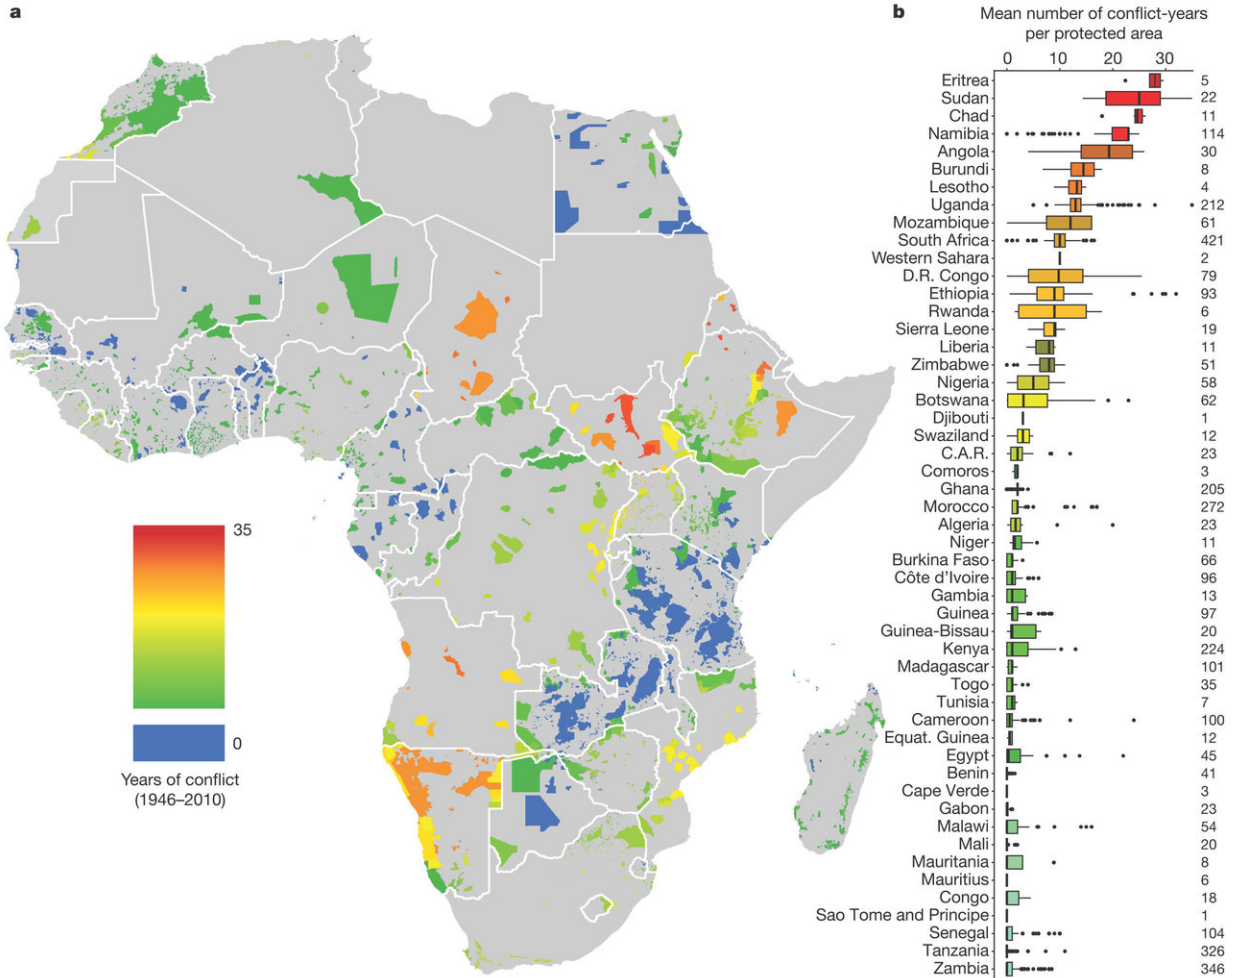 a
35
0
Years of conflict
(1946–2010)
b
Mean number of conflict-years
per protected area
0 10 20 30
Eritrea 5
Sudan 22
Chad 11
Namibia 114
Angola 30
Burundi 8
Lesotho 4
Uganda 212
Mozambique 61
South Africa 421
Western Sahara 2
D.R. Congo 79
Ethiopia 93
Rwanda 6
Sierra Leone 19
Liberia 11
Zimbabwe 51
Nigeria 58
Botswana 62
Djibouti 1
Swaziland 12
C.A.R. 23
Comoros 3
Ghana 205
Morocco 272
Algeria 23
Niger 11
Burkina Faso 66
Côte d’Ivoire 96
Gambia 13
Guinea 97
Guinea-Bissau 20
Kenya 224
Madagascar 101
Togo 35
Tunisia 7
Cameroon 100
Equat. Guinea 12
Egypt 45
Benin 41
Cape Verde 3
Gabon 23
Malawi 54
Mali 20
Mauritania 8
Mauritius 6
Congo 18
Sao Tome and Principe 1
Senegal 104
Tanzania 326
Zambia 346